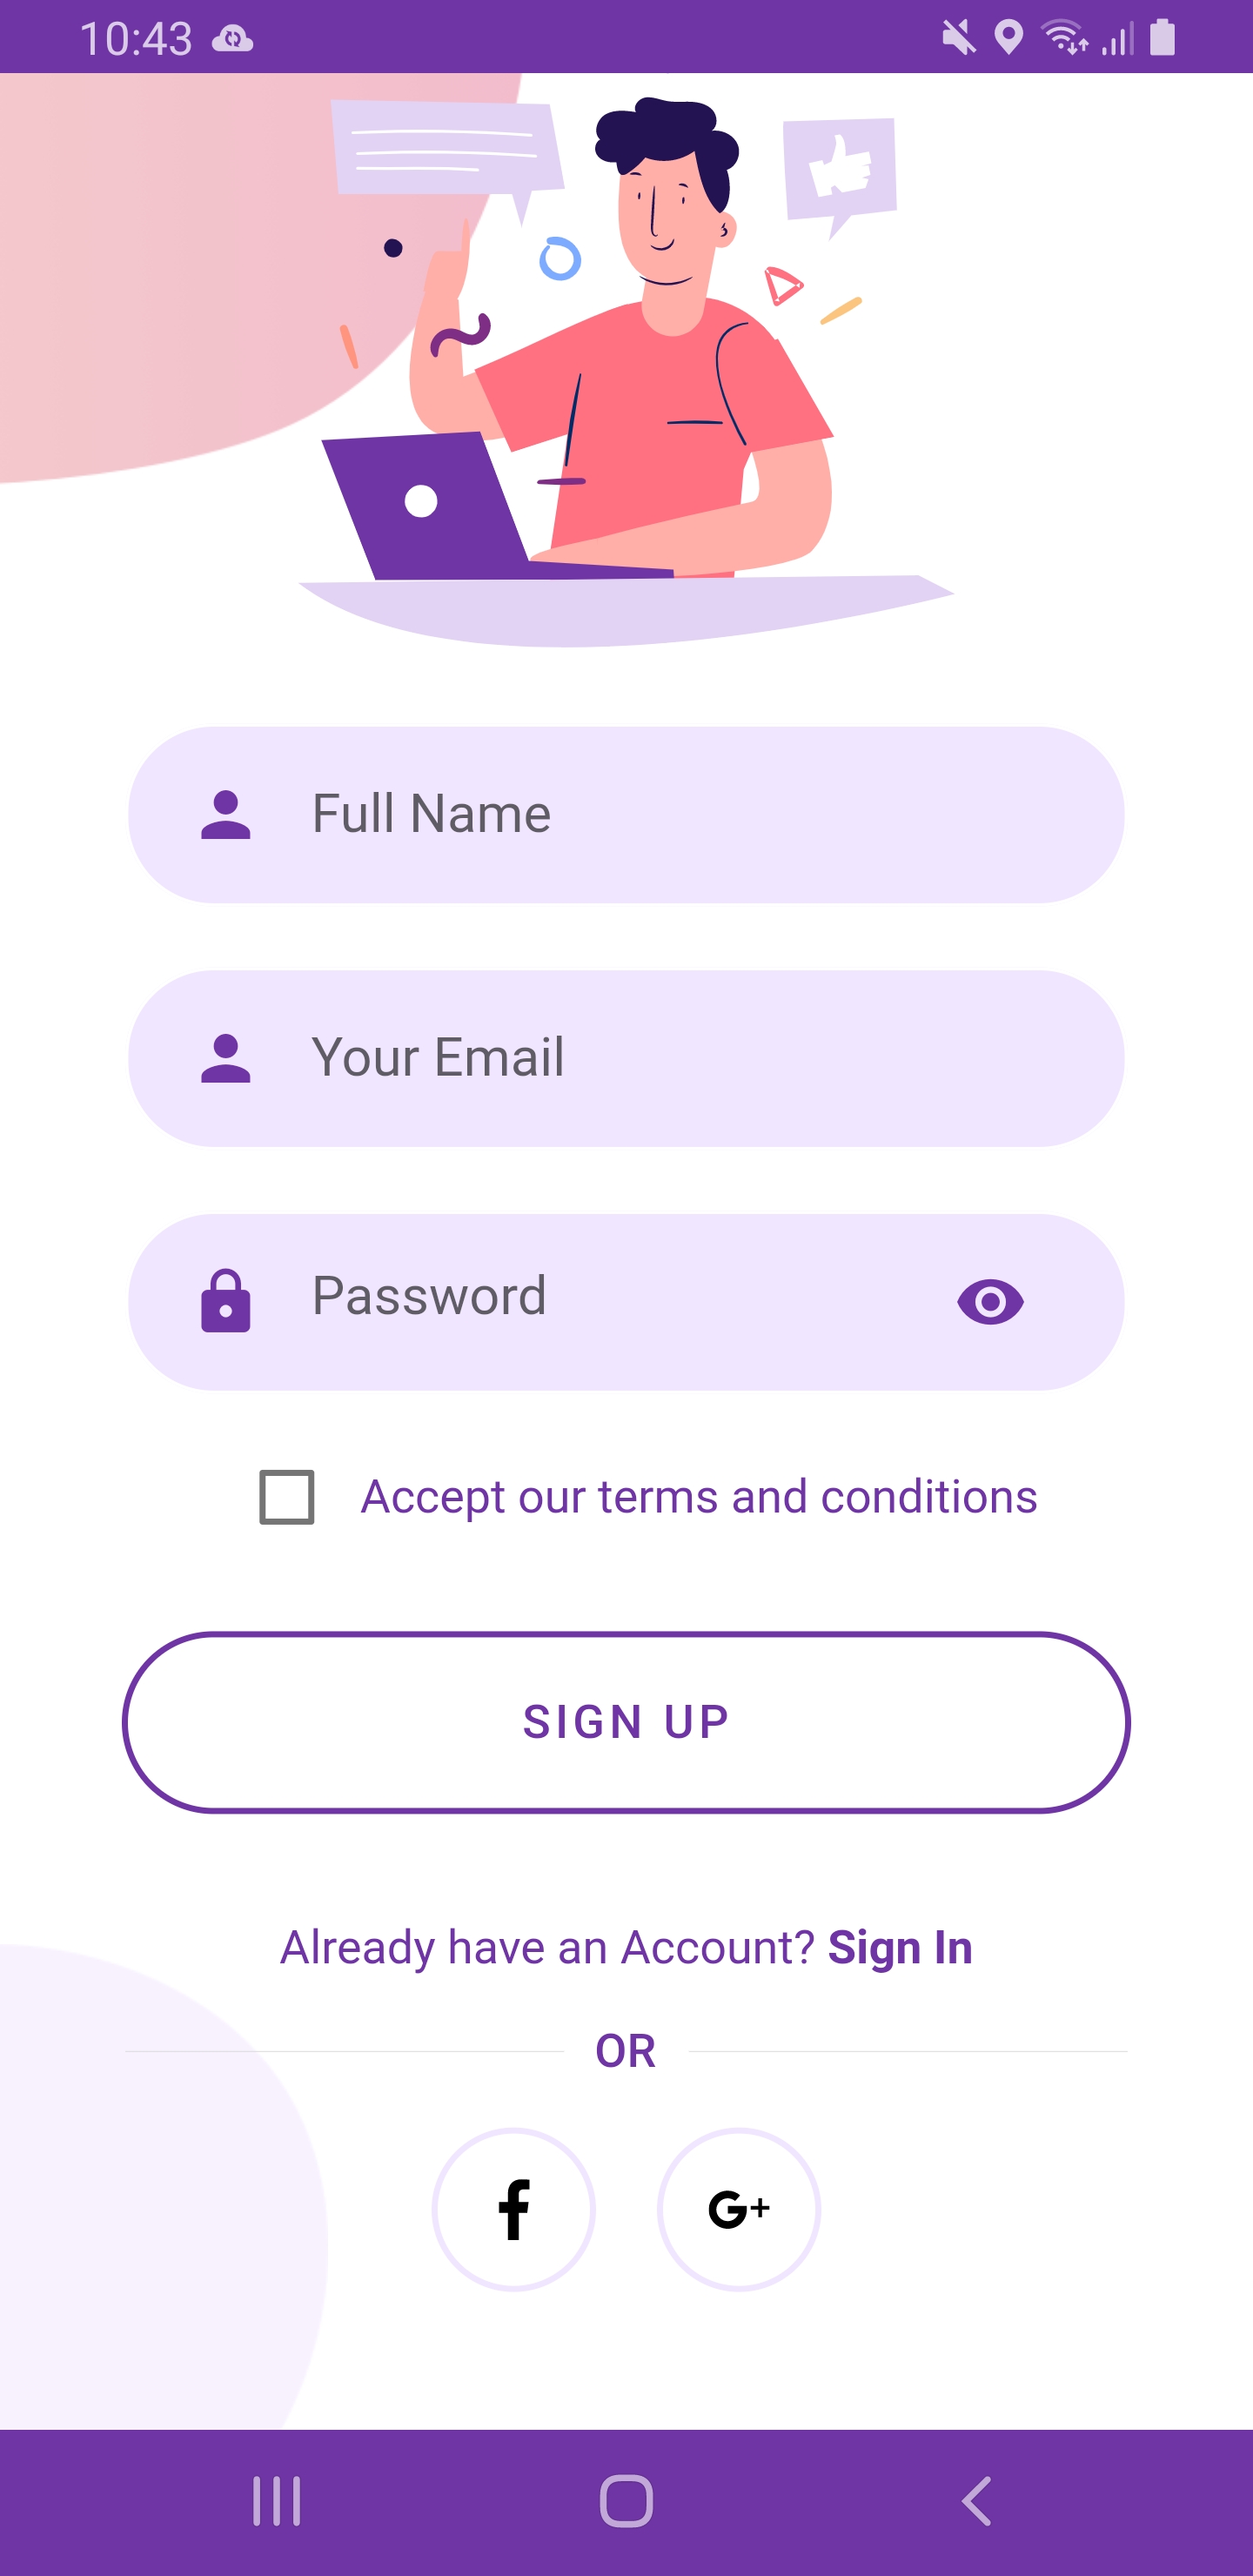 10:43
Full Name
Your Email
Password
Accept our terms and conditions
SIGN UP
Already have an Account? Sign In
OR
f
G+